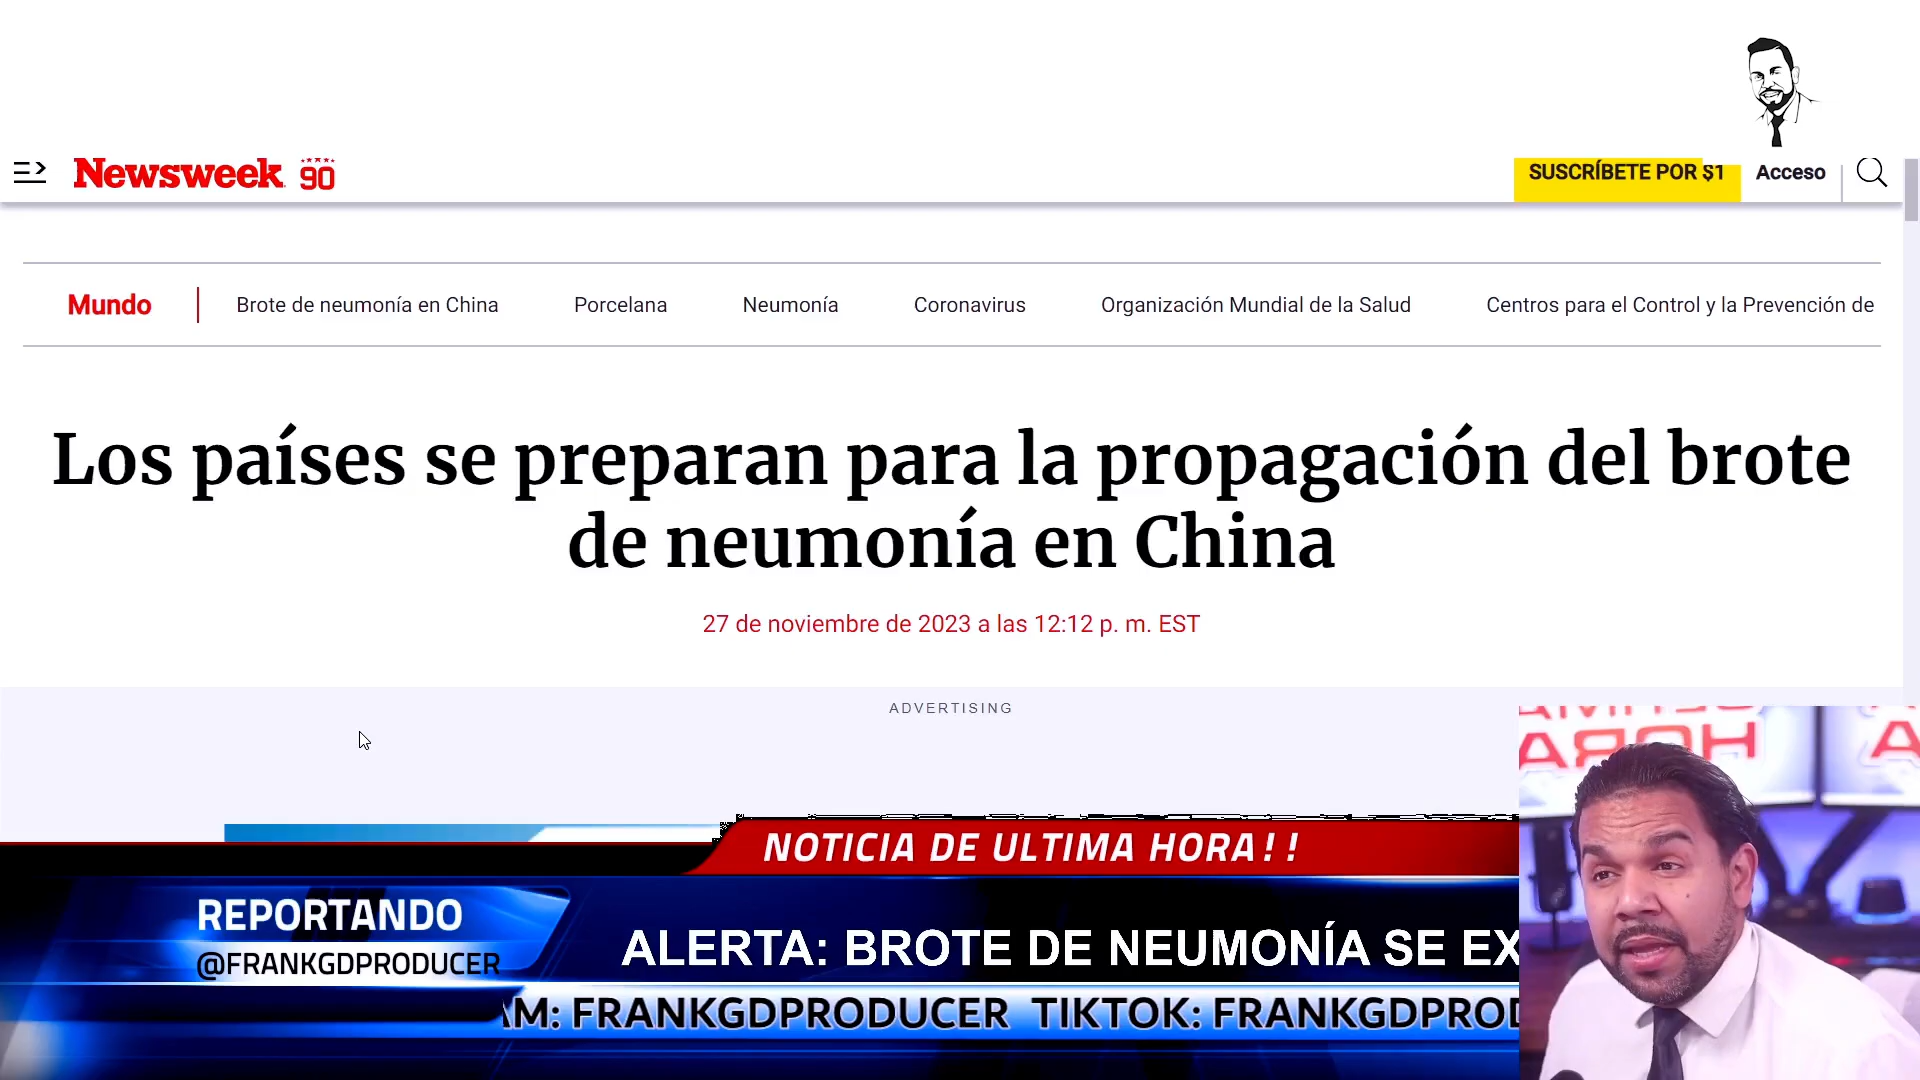 Newsweek 90
SUSCRÍBETE POR $1
Acceso
Mundo
Brote de neumonía en China
Porcelana
Neumonía
Coronavirus
Organización Mundial de la Salud
Centros para el Control y la Prevención de
Los países se preparan para la propagación del brote
de neumonía en China
27 de noviembre de 2023 a las 12:12 p. m. EST
ADVERTISING
HORA
NOTICIA DE ULTIMA HORA!!
REPORTANDO
@FRANKGDPRODUCER
ALERTA: BROTE DE NEUMONÍA SE EX
AM: FRANKGDPRODUCER TIKTOK: FRANKGDPROD